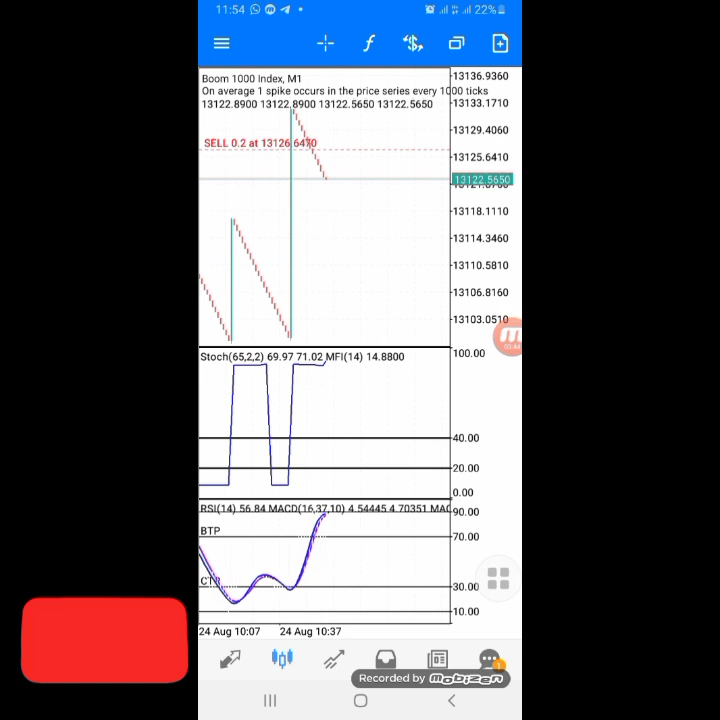 11:54
22%
Boom 1000 Index, M1
On average 1 spike occurs in the price series every 1000 ticks
13122.8900 13122.8900 13122.5650 13122.5650
SELL 0.2 at 13126.6470
13136.9360
13133.1710
13129.4060
13125.6410
13122.5650
13118.1110
13114.3460
13110.5810
13106.8160
13103.0510
Stoch(65,2,2) 69.97 71.02 MFI(14) 14.8800
100.00
40.00
20.00
0.00
RSI(14) 56.84 MACD(16,37,10) 4.54445 4.70351 MAC
90.00
BTP
70.00
30.00
10.00
24 Aug 10:07 24 Aug 10:37
1
Recorded by mobizen